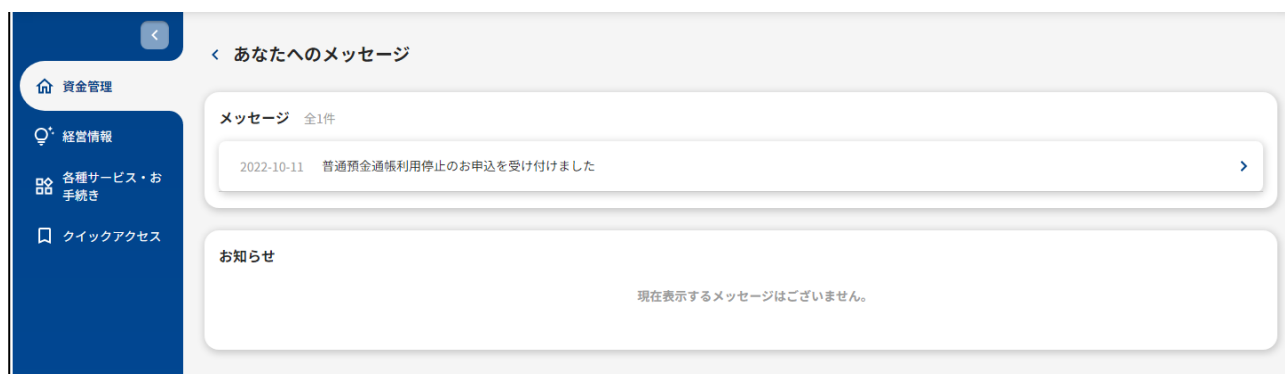 あなたへのメッセージ
資金管理
経営情報
各種サービス・お
手続き
クイックアクセス
メッセージ 全1件
2022-10-11 普通預金通帳利用停止のお申込を受け付けました
お知らせ
現在表示するメッセージはございません。